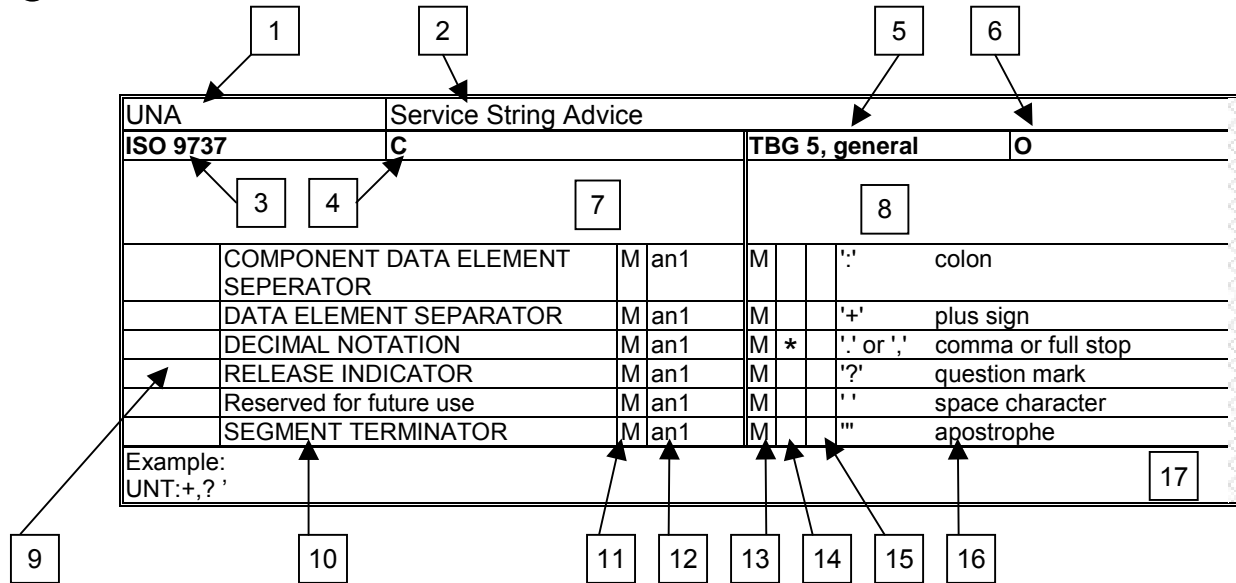 1 2 5 6
UNA Service String Advice
ISO 9737 C TBG 5, general O
3 4 7 8
COMPONENT DATA ELEMENT M an1 M ':' colon
SEPERATOR
DATA ELEMENT SEPARATOR M an1 M '+' plus sign
DECIMAL NOTATION M an1 M * '.' or ',' comma or full stop
RELEASE INDICATOR M an1 M '?' question mark
Reserved for future use M an1 M ' ' space character
SEGMENT TERMINATOR M an1 M ''' apostrophe
Example:
UNT:+,? ’
17
9 10 11 12 13 14 15 16